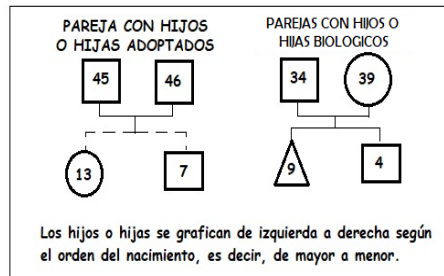 PAREJA CON HIJOS
O HIJAS ADOPTADOS
PAREJAS CON HIJOS O
HIJAS BIOLOGICOS
45
46
34
39
13
7
9
4
Los hijos o hijas se grafican de izquierda a derecha según
el orden del nacimiento, es decir, de mayor a menor.